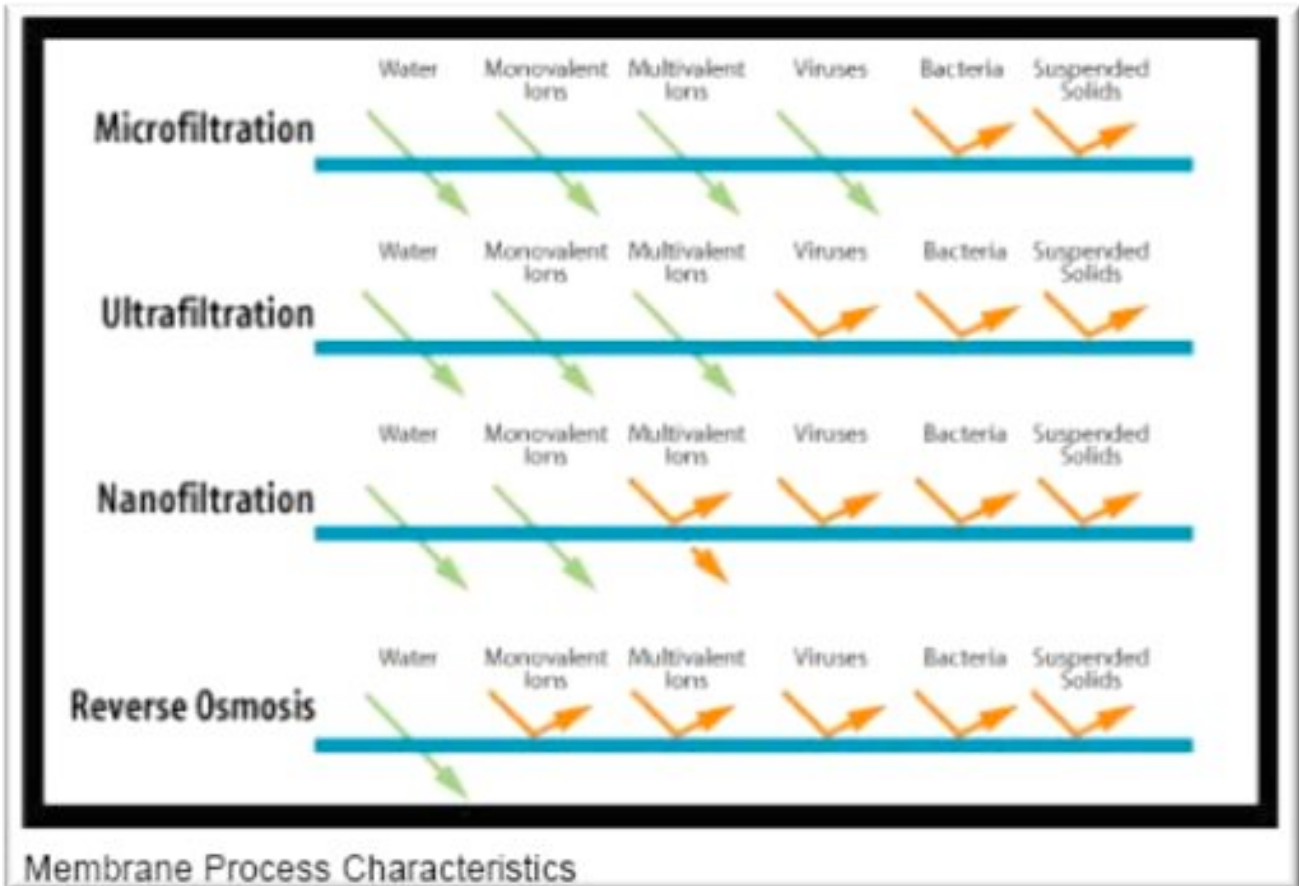 Water Monovalent Multivalent Viruses Bacteria Suspended
Ions Ions Solids
Microfiltration
Water Monovalent Multivalent Viruses Bacteria Suspended
Ions Ions Solids
Ultrafiltration
Water Monovalent Multivalent Viruses Bacteria Suspended
Ions Ions Solids
Nanofiltration
Water Monovalent Multivalent Viruses Bacteria Suspended
Ions Ions Solids
Reverse Osmosis
Membrane Process Characteristics